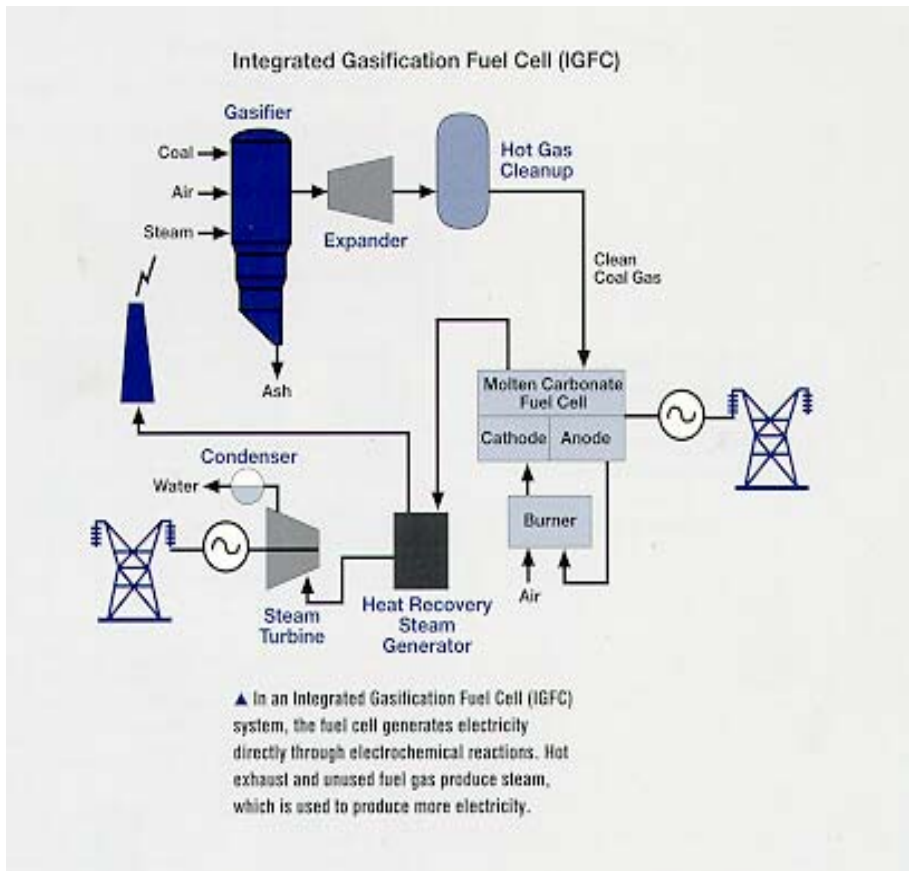 Integrated Gasification Fuel Cell (IGFC)
Gasifier
Coal
Air
Steam
Ash
Expander
Hot Gas
Cleanup
Clean
Coal Gas
Molten Carbonate
Fuel Cell
Cathode
Anode
Burner
Air
Condenser
Water
Steam
Turbine
Heat Recovery
Steam
Generator
▲ In an Integrated Gasification Fuel Cell (IGFC)
system, the fuel cell generates electricity
directly through electrochemical reactions. Hot
exhaust and unused fuel gas produce steam,
which is used to produce more electricity.